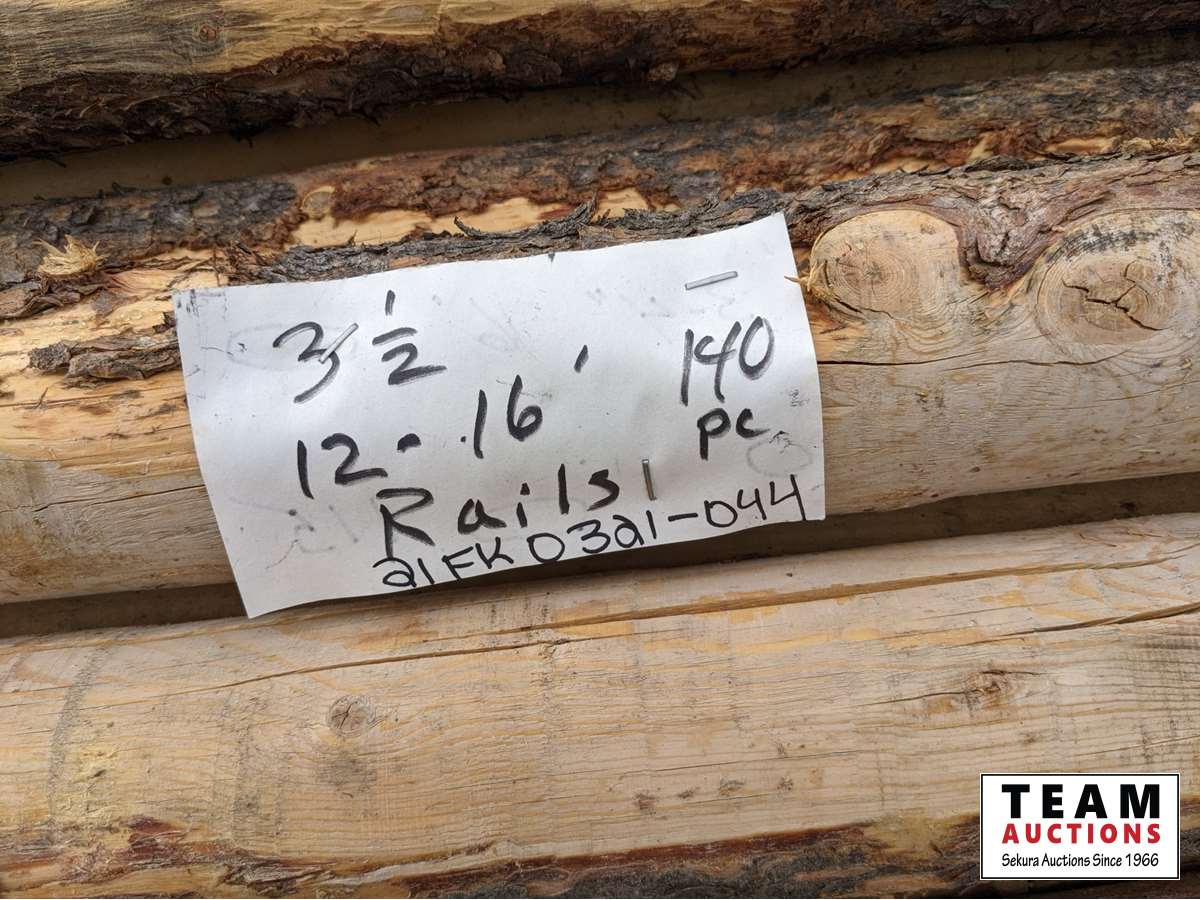 3 1/2
12 - 16'
140
pc
Rails
21FK0321-044
TEAM
AUCTIONS
Sekura Auctions Since 1966